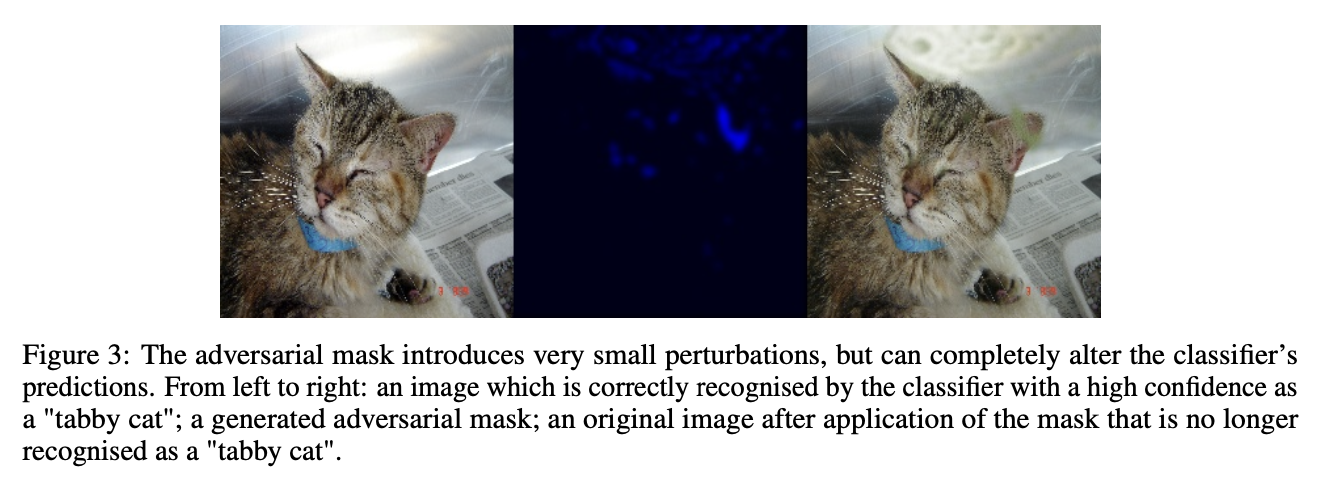 Figure 3: The adversarial mask introduces very small perturbations, but can completely alter the classifier's
predictions. From left to right: an image which is correctly recognised by the classifier with a high confidence as
a "tabby cat"; a generated adversarial mask; an original image after application of the mask that is no longer
recognised as a "tabby cat".